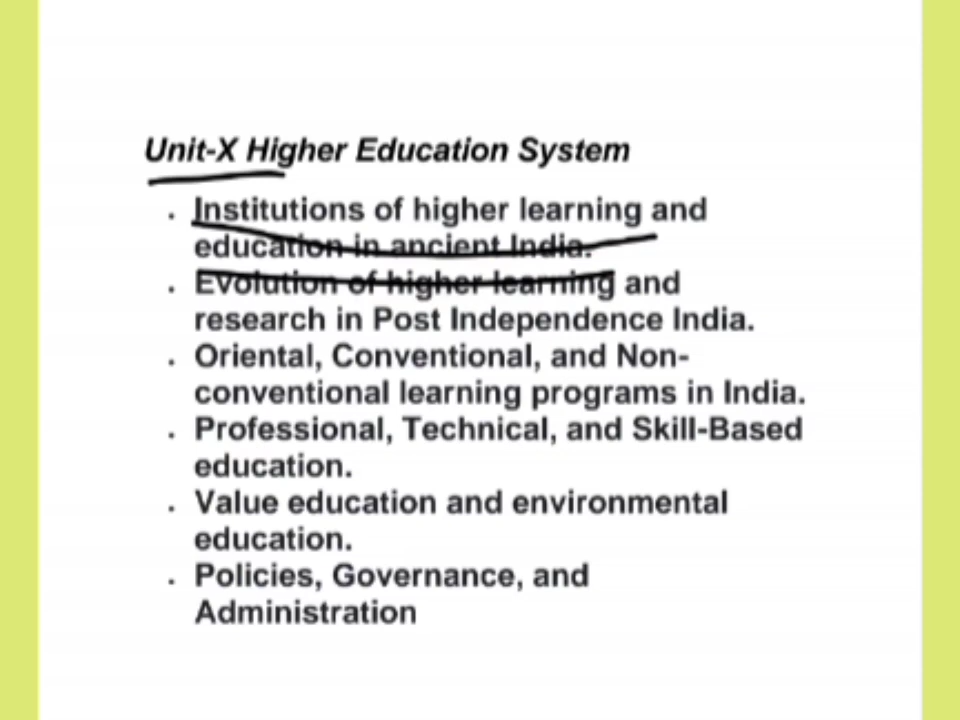 Unit-X Higher Education System
. Institutions of higher learning and
education in ancient India.
. Evolution of higher learning and
research in Post Independence India.
. Oriental, Conventional, and Non-
conventional learning programs in India.
. Professional, Technical, and Skill-Based
education.
. Value education and environmental
education.
. Policies, Governance, and
Administration